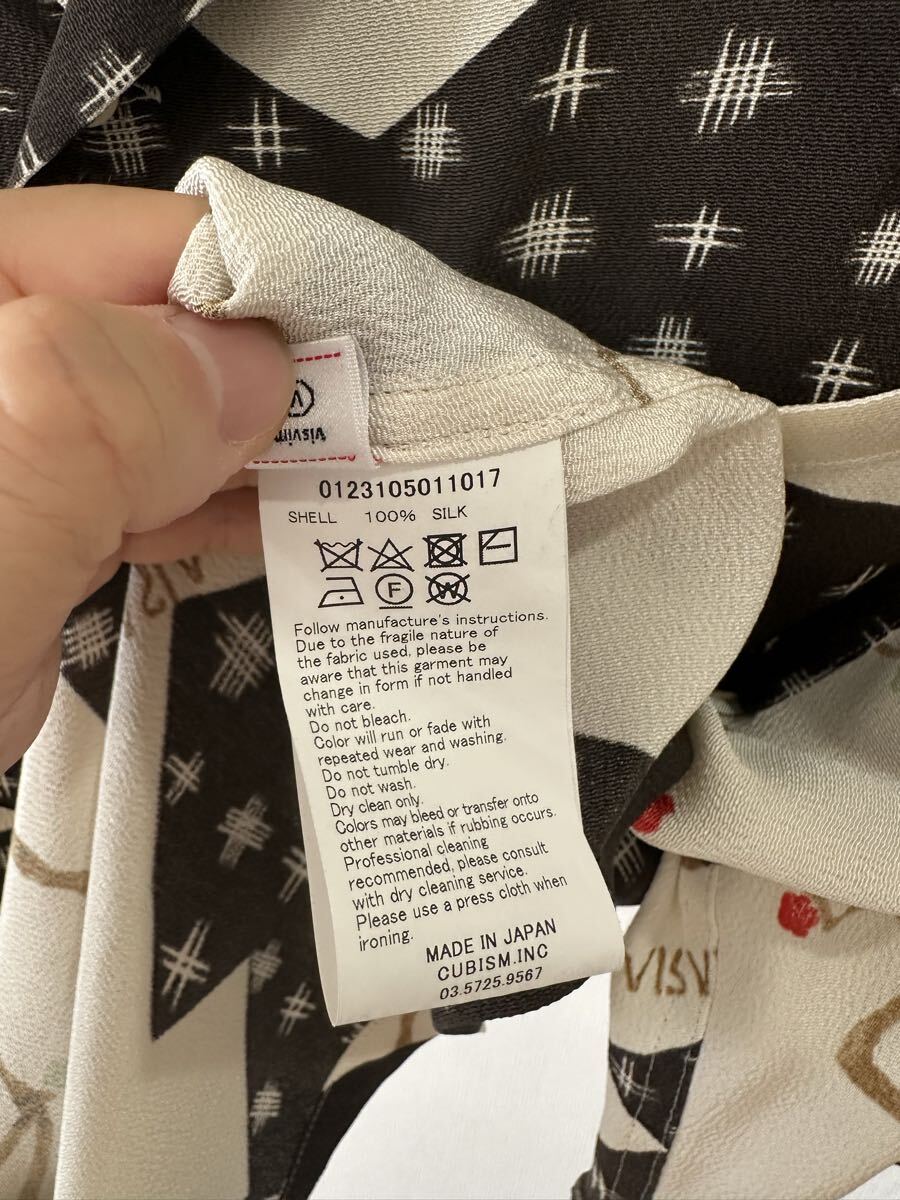 visvim
0123105011017
SHELL 100% SILK
F
W
Follow manufacture's instructions.
Due to the fragile nature of
the fabric used, please be
aware that this garment may
change in form if not handled
with care.
Do not bleach.
Color will run or fade with
repeated wear and washing.
Do not tumble dry.
Do not wash.
Dry clean only.
Colors may bleed or transfer onto
other materials if rubbing occurs.
Professional cleaning
recommended, please consult
with dry cleaning service.
Please use a press cloth when
ironing.
MADE IN JAPAN
CUBISM.INC
03.5725.9567